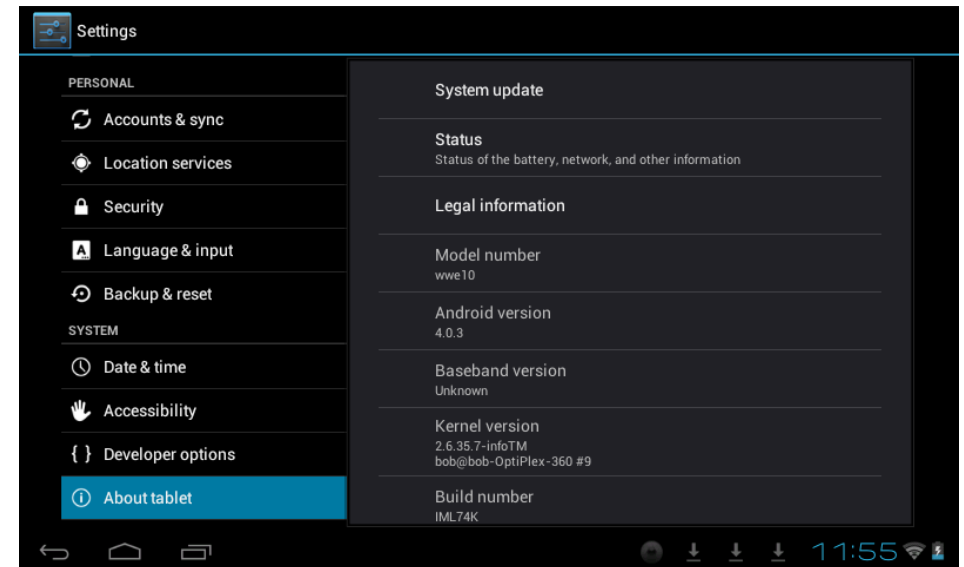 Settings
PERSONAL
Accounts & sync
Location services
Security
Language & input
Backup & reset
SYSTEM
Date & time
Accessibility
{ } Developer options
About tablet
System update
Status
Status of the battery, network, and other information
Legal information
Model number
wwe10
Android version
4.0.3
Baseband version
Unknown
Kernel version
2.6.35.7-infoTM
bob@bob-OptiPlex-360 #9
Build number
IML74K
11:55